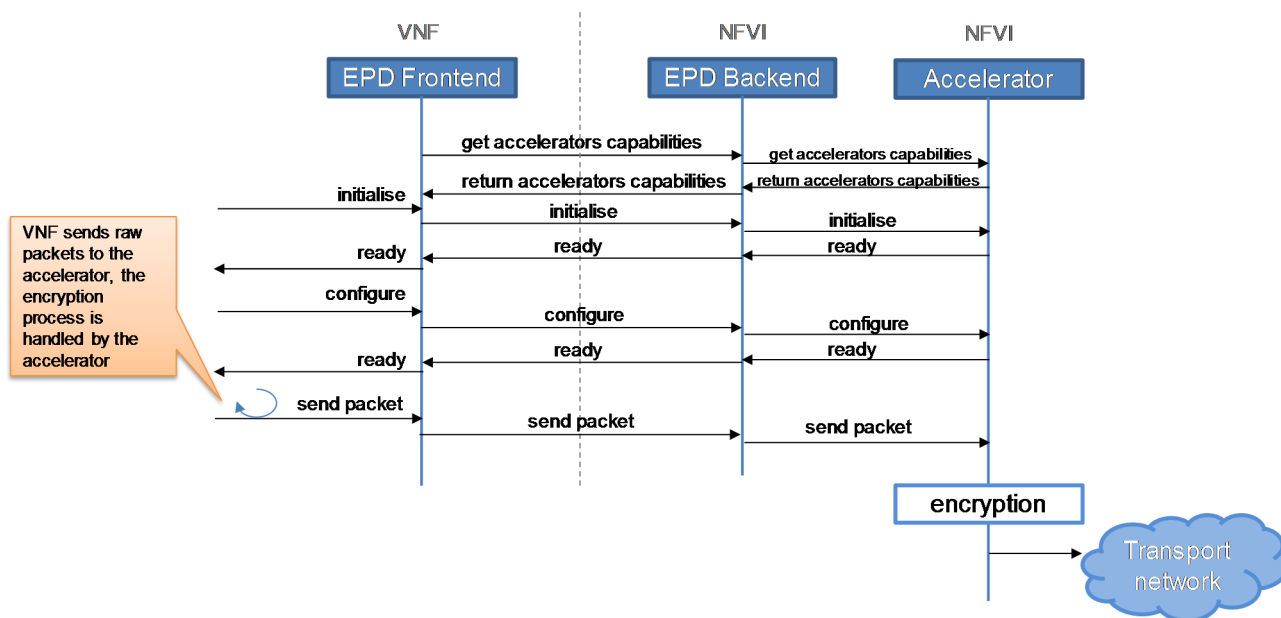 VNF
NFVI
NFVI
EPD Frontend
EPD Backend
Accelerator
get accelerators capabilities
get accelerators capabilities
return accelerators capabilities
return accelerators capabilities
initialise
initialise
initialise
ready
ready
ready
configure
configure
configure
ready
ready
ready
send packet
send packet
send packet
VNF sends raw
packets to the
accelerator, the
encryption
process is
handled by the
accelerator
encryption
Transport
network